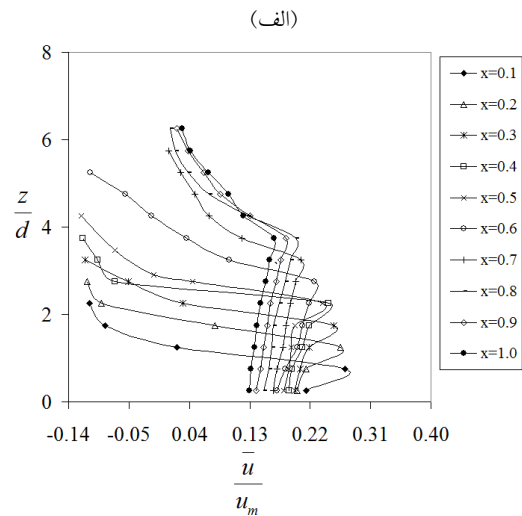 (الف)
8
6
4
2
0
z
d
-0.14 -0.05 0.04 0.13 0.22 0.31 0.40
u
u_m
x=0.1
x=0.2
x=0.3
x=0.4
x=0.5
x=0.6
x=0.7
x=0.8
x=0.9
x=1.0